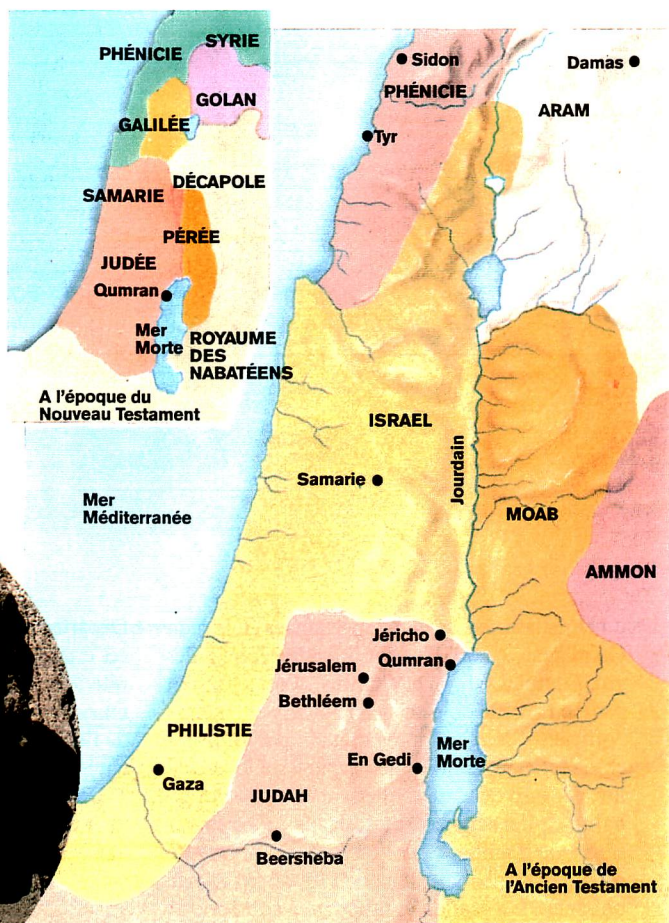 SYRIE
PHÉNICIE
GOLAN
GALILÉE
DÉCAPOLE
SAMARIE
PÉRÉE
JUDÉE
Qumran
Mer
Morte
ROYAUME
DES
NABATÉENS
A l'époque du
Nouveau Testament
Sidon
Damas
PHÉNICIE
ARAM
Tyr
ISRAEL
Jourdain
Samarie
Mer
Méditerranée
MOAB
AMMON
Jéricho
Qumran
Jérusalem
Bethléem
PHILISTIE
Mer
Morte
En Gedi
Gaza
JUDAH
Beersheba
A l'époque de
l'Ancien Testament